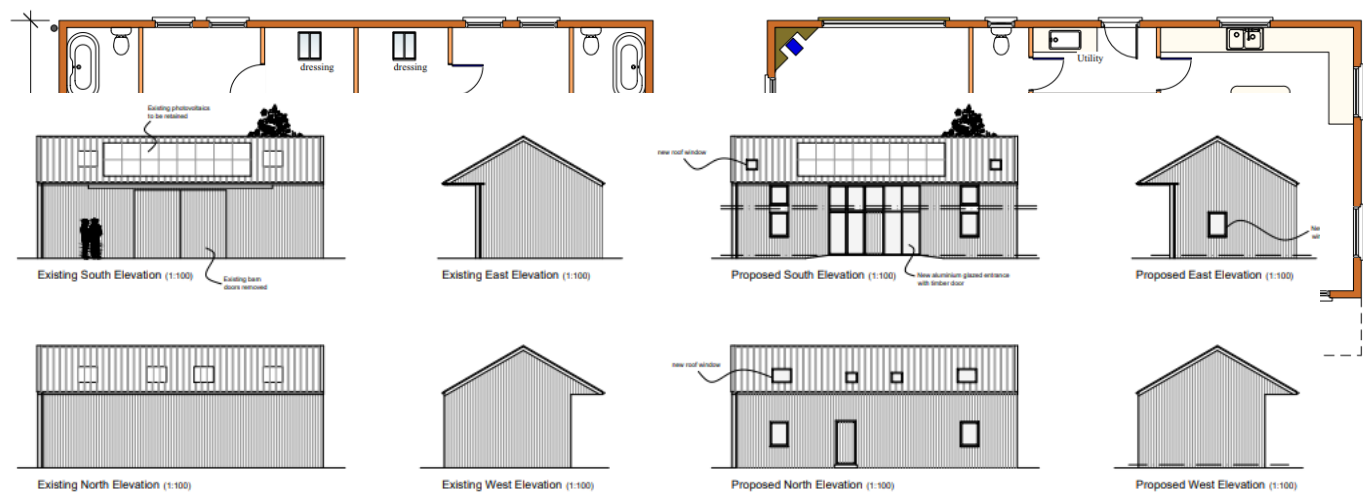 dressing
dressing
Utility
Existing photovoltaics
to be retained
new roof window
Existing South Elevation (1:100)
Existing barn
doors removed
Existing East Elevation (1:100)
Proposed South Elevation (1:100)
New aluminium glazed entrance
with timber door
Proposed East Elevation (1:100)
new roof window
Existing North Elevation (1:100)
Existing West Elevation (1:100)
Proposed North Elevation (1:100)
Proposed West Elevation (1:100)